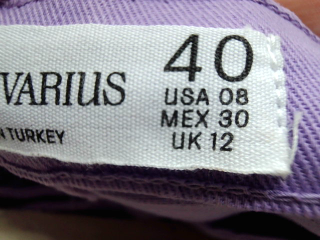 VARIUS
N TURKEY
40
USA 08
MEX 30
UK 12